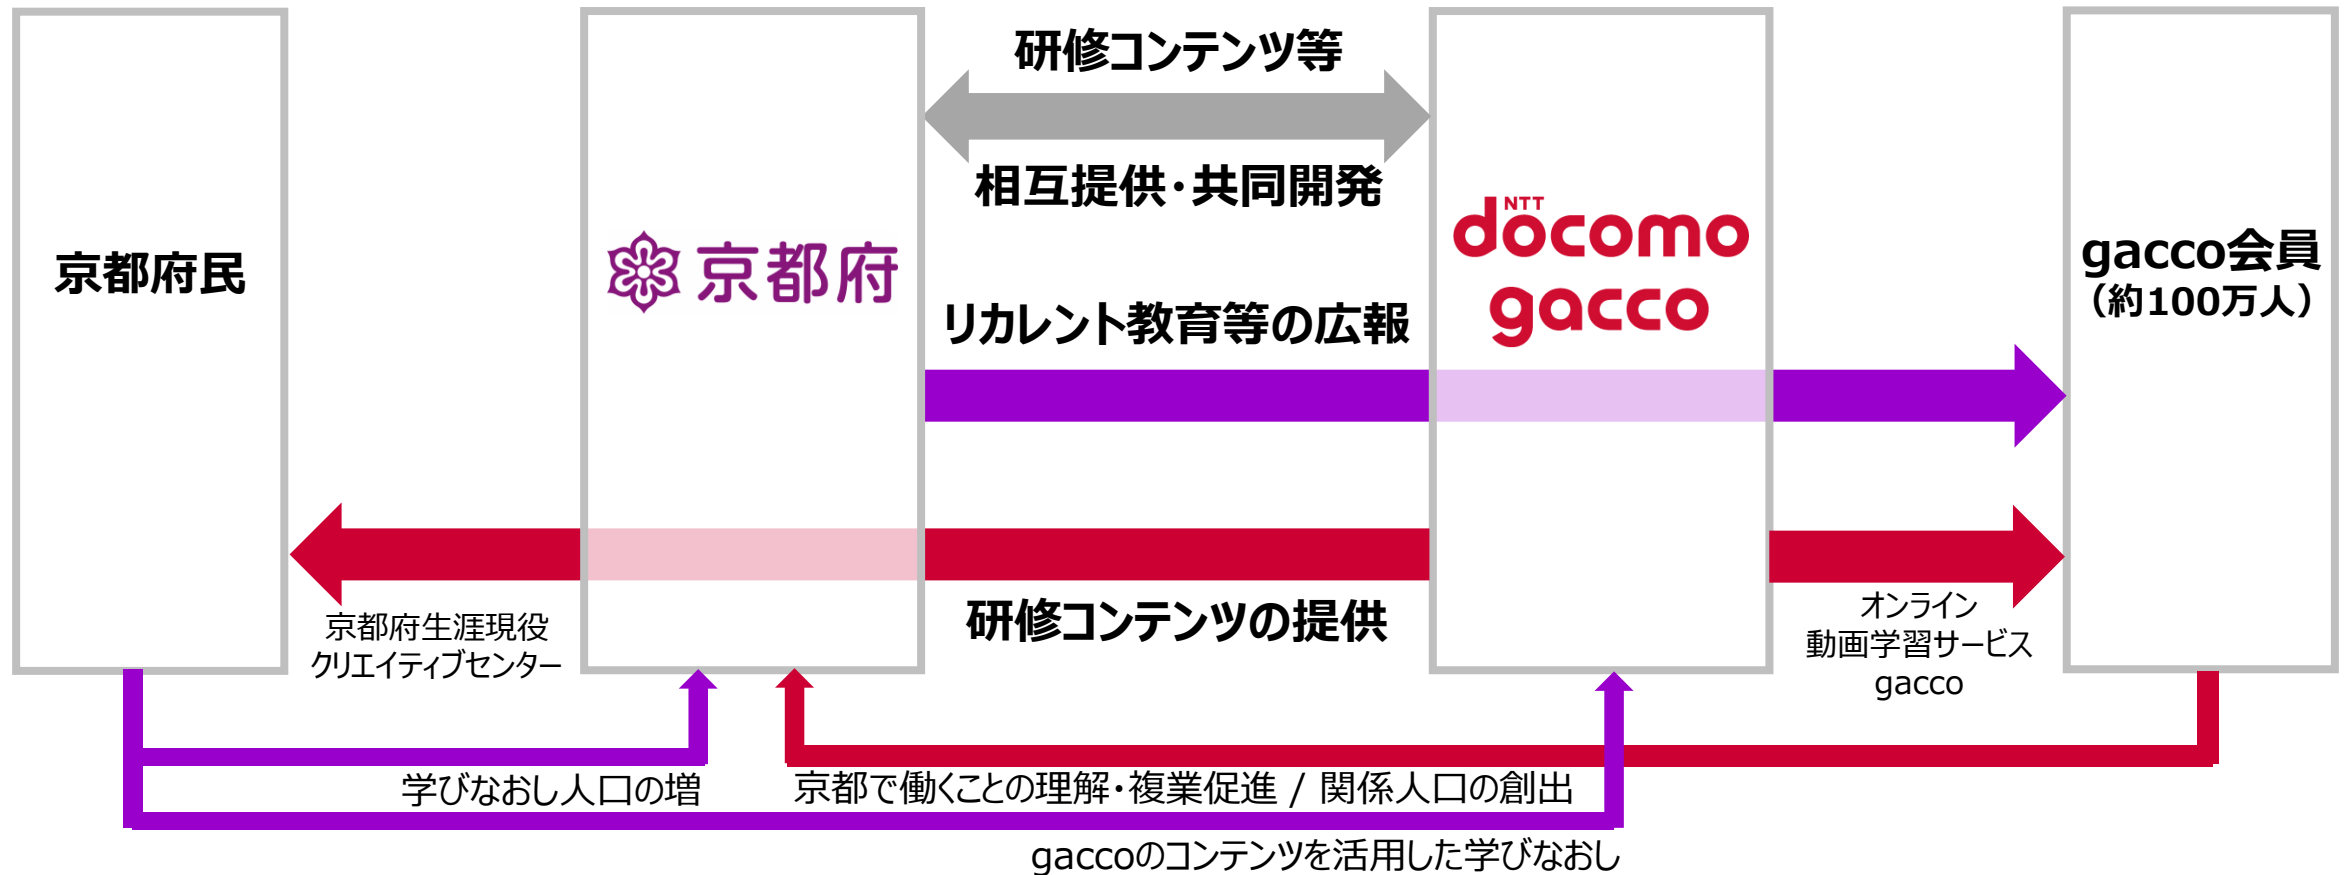 京都府民
京都府
研修コンテンツ等
相互提供・共同開発
リカレント教育等の広報
研修コンテンツの提供
NTT
docomo
gacco
gacco会員
（約100万人）
京都府生涯現役
クリエイティブセンター
オンライン
動画学習サービス
gacco
学びなおし人口の増
京都で働くことの理解・複業促進 / 関係人口の創出
gaccoのコンテンツを活用した学びなおし